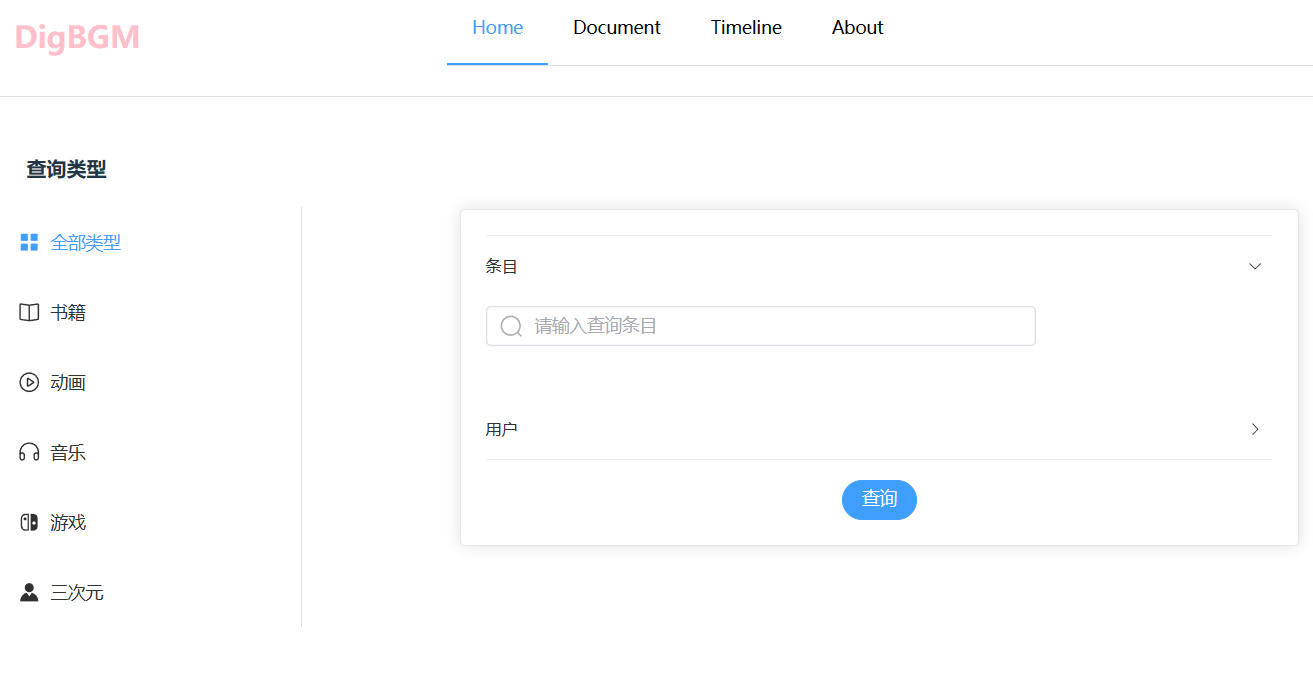 DigBGM
Home Document Timeline About
查询类型
全部类型
书籍
动画
音乐
游戏
三次元
条目
请输入查询条目
用户
查询